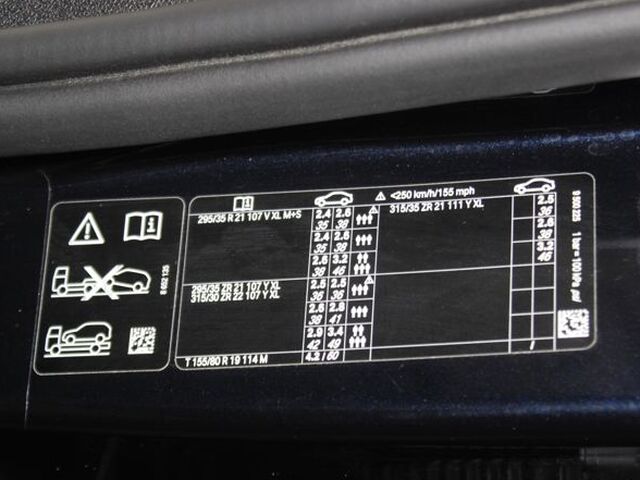 <250 km/h/155 mph
295/35 R 21 107 V XL M+S
2.4 2.6
35 38
2.4 2.6
35 38
2.6 3.2
38 46
315/35 ZR 21 111 Y XL
2.5
36
2.6
38
3.2
46
295/35 ZR 21 107 Y XL
315/30 ZR 22 107 Y XL
2.5 2.5
36 36
2.6 2.8
38 41
2.9 3.4
42 49
T 155/80 R 19 114 M
4.2 / 60
/
1 bar = 100 hPa psi